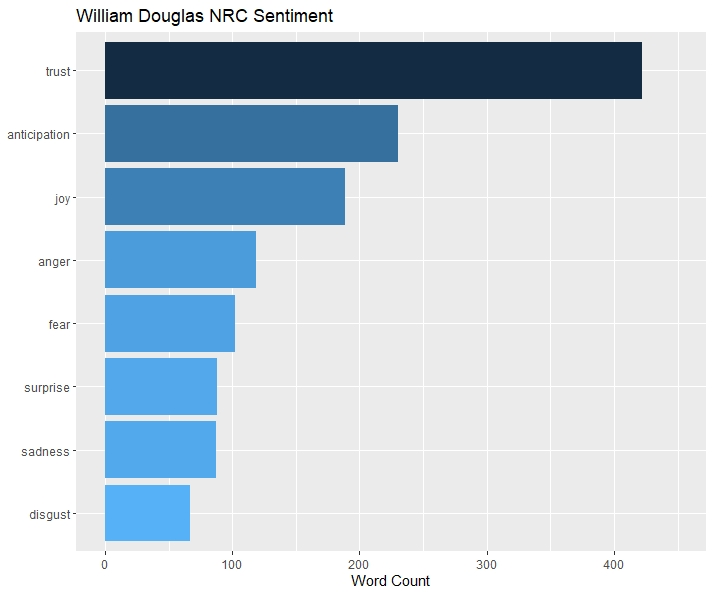 William Douglas NRC Sentiment
trust
anticipation
joy
anger
fear
surprise
sadness
disgust
0 100 200 300 400
Word Count